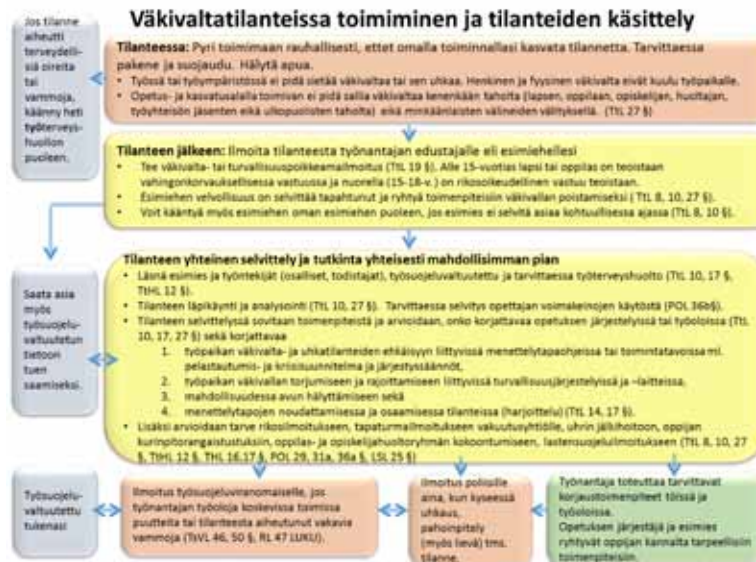 Väkivaltatilanteissa toimiminen ja tilanteiden käsittely
Jos tilanne
aiheutti
terveydelli-
siä oireita
tai
vammoja,
käänny heti
työterveys-
huollon
puoleen.
Tilanteessa: Pyri toimimaan rauhallisesti, ettet omalla toiminnallasi kasvata tilannetta. Tarvittaessa
pakene ja suojaudu. Hälytä apua.
• Työssä tai työympäristössä ei pidä sietää väkivaltaa tai sen uhkaa. Henkinen ja fyysinen väkivalta eivät kuulu työpaikalle.
• Opetus- ja kasvatusalalla toimivan ei pidä sallia väkivaltaa kenenkään taholta (lapsen, oppilaan, opiskelijan, huoltajan,
työyhteisön jäsenten eikä ulkopuolisten taholta) eikä minkäänlaisten välineiden välityksellä. (TtL 27 §)
Tilanteen jälkeen: Ilmoita tilanteesta työnantajan edustajalle eli esimiehellesi
• Tee väkivalta- tai turvallisuuspoikkeamailmoitus (TtL 19 §). Alle 15-vuotias lapsi tai oppilas on teoistaan
vahingonkorvauksellisessa vastuussa ja nuorella (15-18-v.) on rikosoikeudellinen vastuu teoistaan.
• Esimiehen velvollisuus on selvittää tapahtunut ja ryhtyä toimenpiteisiin väkivallan poistamiseksi ( TtL 8, 10, 27 §).
• Voit kääntyä myös esimiehen oman esimiehen puoleen, jos esimies ei selvitä asiaa kohtuullisessa ajassa (TtL 8, 10 §).
Saata asia
myös
työsuojelu-
valtuutetun
tietoon
tuen
saamiseksi.
Tilanteen yhteinen selvittely ja tutkinta yhteisesti mahdollisimman pian
• Läsnä esimies ja työntekijät (osalliset, todistajat), työsuojeluvaltuutettu ja tarvittaessa työterveyshuolto (TtL 10, 17 §,
TtHL 12 §).
• Tilanteen läpikäynti ja analysointi (TtL 10, 27 §). Tarvittaessa selvitys opettajan voimakeinojen käytöstä (POL 36b§).
• Tilanteen selvittelyssä sovitaan toimenpiteistä ja arvioidaan, onko korjattavaa opetuksen järjestelyissä tai työoloissa (TtL
10, 17, 27 §) sekä korjattavaa
1. työpaikan väkivalta- ja uhkatilanteiden ehkäisyyn liittyvissä menettelytapaohjeissa tai toimintatavoissa ml.
pelastautumis- ja kriisisuunnitelma ja järjestyssäännöt,
2. työpaikan väkivallan torjumiseen ja rajoittamiseen liittyvissä turvallisuusjärjestelyissä ja –laitteissa,
3. mahdollisuudessa avun hälyttämiseen sekä
4. menettelytapojen noudattamisessa ja osaamisessa tilanteissa (harjoittelu) (TtL 14, 17 §).
• Lisäksi arvioidaan tarve rikosilmoitukseen, tapaturmailmoitukseen vakuutusyhtiölle, uhrin jälkihoitoon, oppijan
kurinpitorangaistuksiin, oppilas- ja opiskelijahuoltoryhmän kokoontumiseen, lastensuojeluilmoitukseen (TtL 8, 10, 27
§, TtHL 12 §, THL 16,17 §, POL 29, 31a, 36a §, LSL 25 §)
Työsuojelu-
valtuutettu
tukenasi
Ilmoitus työsuojeluviranomaiselle, jos
työnantajan työoloja koskevissa toimissa
puutteita tai tilanteesta aiheutunut vakavia
vammoja (TsVL 46, 50 §, RL 47 LUKU).
Ilmoitus poliisille
aina, kun kyseessä
uhkaus,
pahoinpitely
(myös lievä) tms.
tilanne.
Työnantaja toteuttaa tarvittavat
korjaustoimenpiteet töissä ja
työoloissa.
Opetuksen järjestäjä ja esimies
ryhtyvät oppijan kannalta tarpeellisiin
toimenpiteisiin.